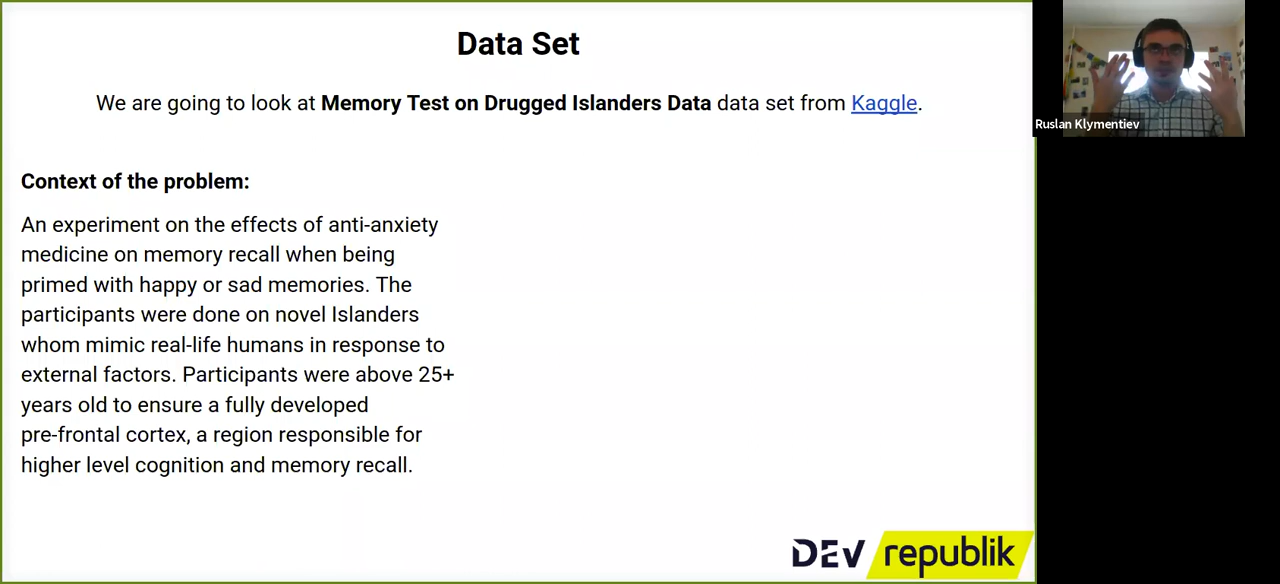 Data Set
We are going to look at Memory Test on Drugged Islanders Data data set from Kaggle.
Ruslan Klymentiev
Context of the problem:
An experiment on the effects of anti-anxiety
medicine on memory recall when being
primed with happy or sad memories. The
participants were done on novel Islanders
whom mimic real-life humans in response to
external factors. Participants were above 25+
years old to ensure a fully developed
pre-frontal cortex, a region responsible for
higher level cognition and memory recall.
DEV republik